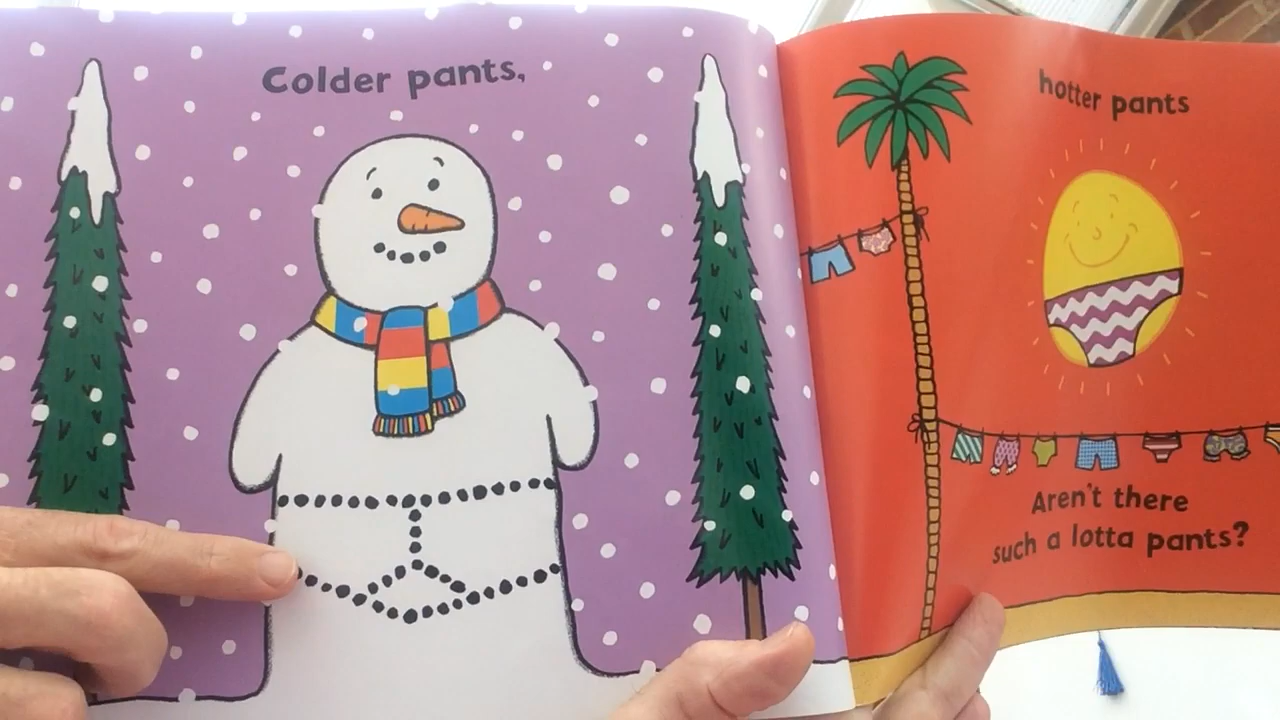 Colder pants,
hotter pants
Aren't there
such a lotta pants?